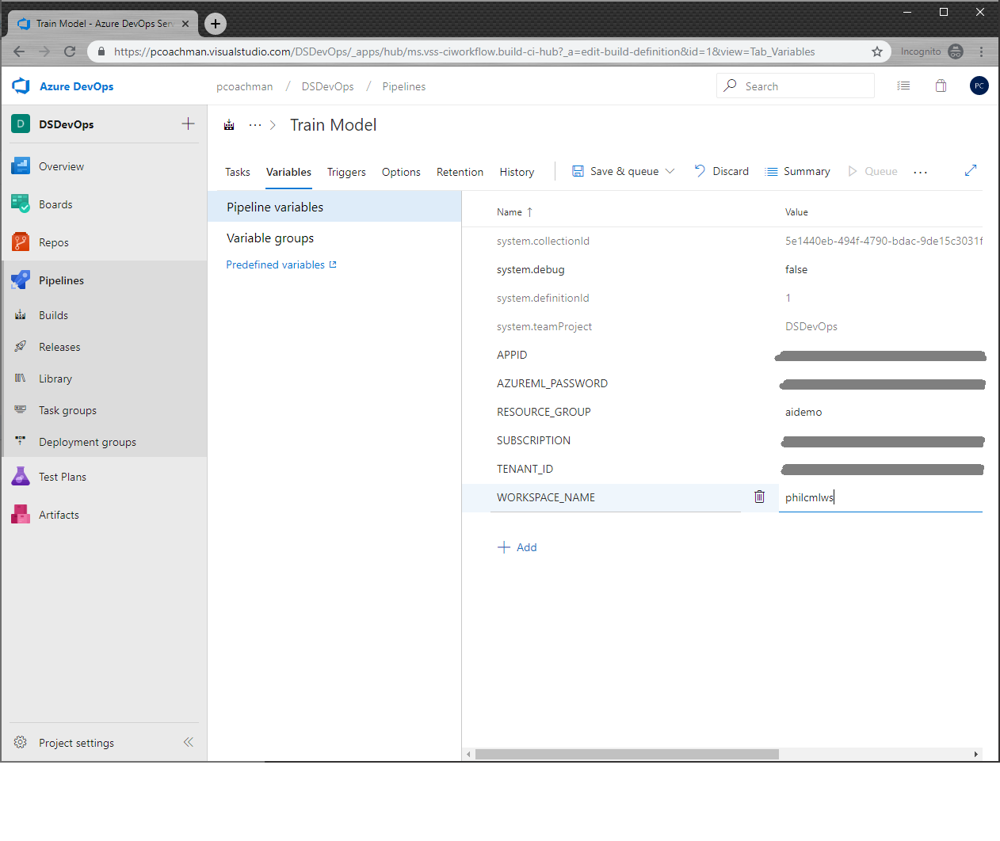 Train Model - Azure DevOps Serv
https://pcoachman.visualstudio.com/DSDevOps/_apps/hub/ms.vss-ciworkflow.build-ci-hub?_a=edit-build-definition&id=1&view=Tab_Variables
Incognito
Azure DevOps
pcoachman / DSDevOps / Pipelines
Search
PC
D DSDevOps
Overview
Boards
Repos
Pipelines
Builds
Releases
Library
Task groups
Deployment groups
Test Plans
Artifacts
Project settings
... > Train Model
Tasks Variables Triggers Options Retention History
Save & queue Discard Summary Queue ...
Pipeline variables
Variable groups
Predefined variables
Name ↑ Value
system.collectionId 5e1440eb-494f-4790-bdac-9de15c3031f
system.debug false
system.definitionId 1
system.teamProject DSDevOps
APPID
AZUREML_PASSWORD
RESOURCE_GROUP aidemo
SUBSCRIPTION
TENANT_ID
WORKSPACE_NAME philcmlws
+ Add